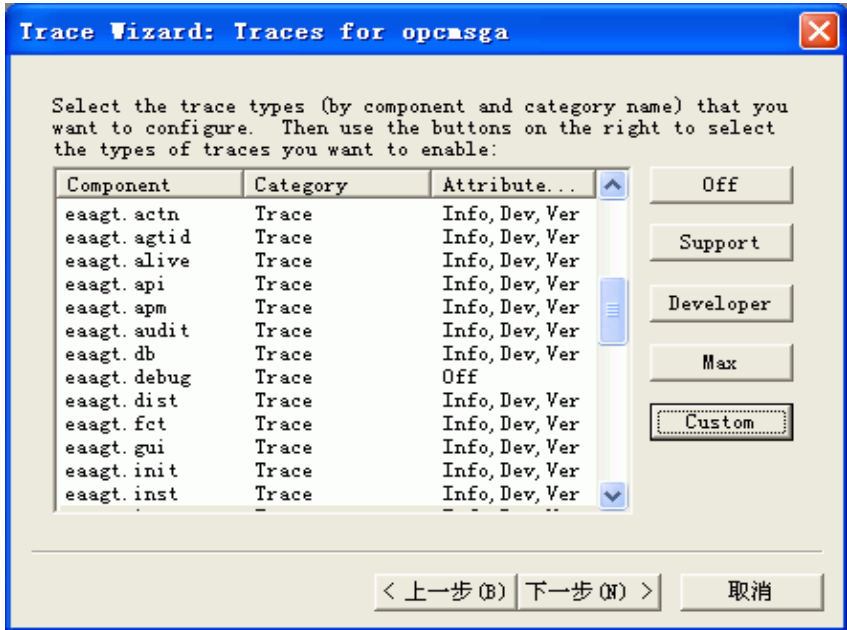 Trace Wizard: Traces for opcmsga
Select the trace types (by component and category name) that you
want to configure.  Then use the buttons on the right to select
the types of traces you want to enable:
Component Category Attribute...
eaagt.actn Trace Info, Dev, Ver
eaagt.agtid Trace Info, Dev, Ver
eaagt.alive Trace Info, Dev, Ver
eaagt.api Trace Info, Dev, Ver
eaagt.apm Trace Info, Dev, Ver
eaagt.audit Trace Info, Dev, Ver
eaagt.db Trace Info, Dev, Ver
eaagt.debug Trace Off
eaagt.dist Trace Info, Dev, Ver
eaagt.fct Trace Info, Dev, Ver
eaagt.gui Trace Info, Dev, Ver
eaagt.init Trace Info, Dev, Ver
eaagt.inst Trace Info, Dev, Ver
Off
Support
Developer
Max
Custom
< 上一步(B) 下一步(N) > 取消